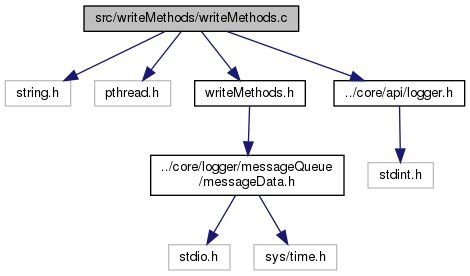 src/writeMethods/writeMethods.c
string.h
pthread.h
writeMethods.h
../core/api/logger.h
../core/logger/messageQueue
/messageData.h
stdint.h
stdio.h
sys/time.h